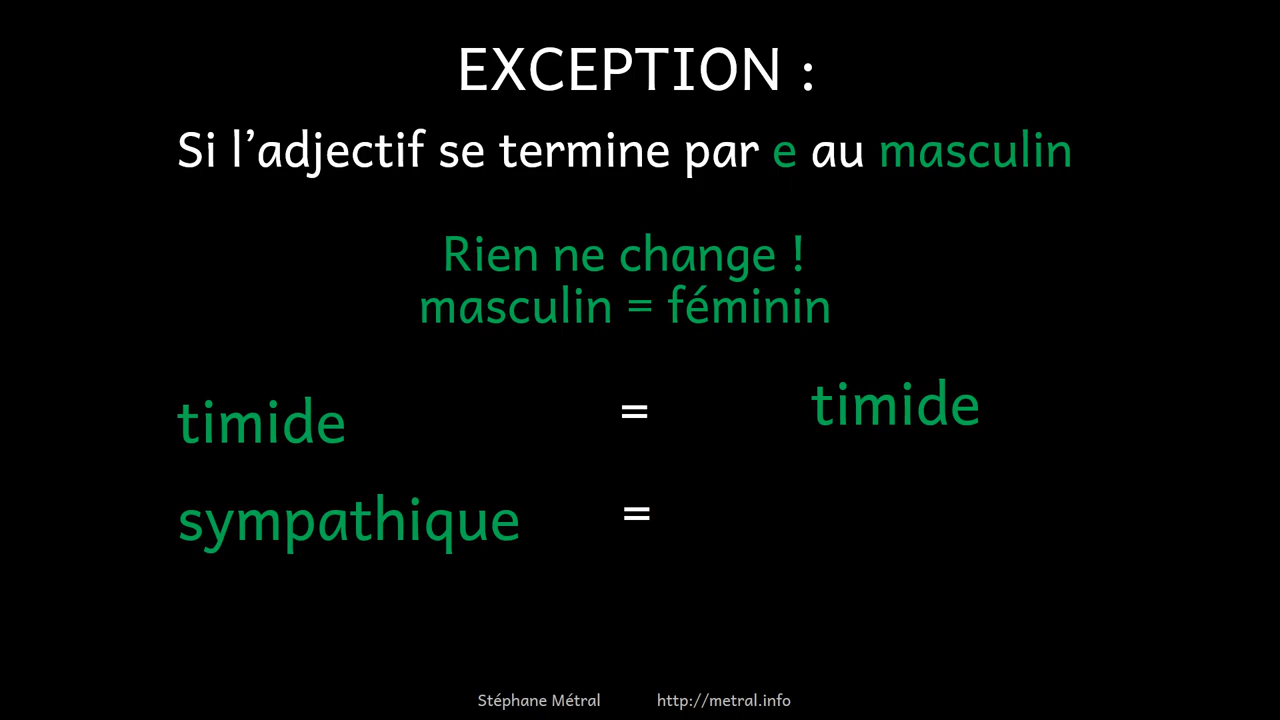 EXCEPTION :
Si l’adjectif se termine par e au masculin
Rien ne change !
masculin = féminin
timide = timide
sympathique =
Stéphane Métral http://metral.info